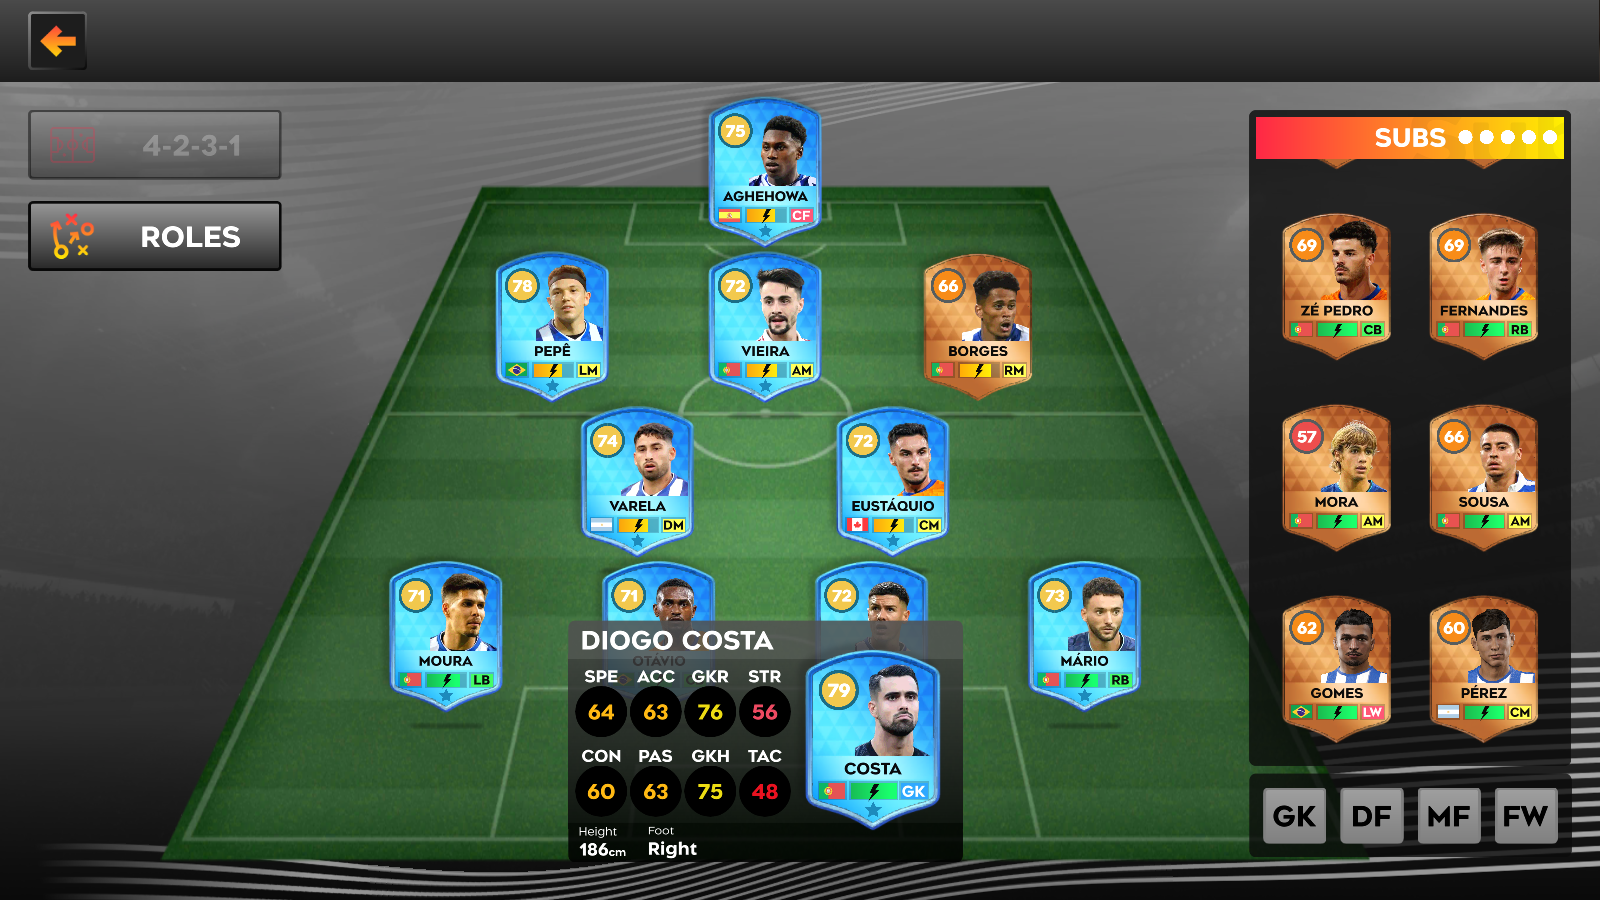 4-2-3-1
ROLES
75
AGHEHOWA
CF
78
PEPÊ
LM
72
VIEIRA
AM
66
BORGES
RM
74
VARELA
DM
72
EUSTÁQUIO
CM
71
MOURA
LB
71
OTÁVIO
72
73
MÁRIO
RB
DIOGO COSTA
SPE ACC GKR STR
64 63 76 56
CON PAS GKH TAC
60 63 75 48
Height Foot
186cm Right
79
COSTA
GK
SUBS
69
ZÉ PEDRO
CB
69
FERNANDES
RB
57
MORA
AM
66
SOUSA
AM
62
GOMES
LW
60
PÉREZ
CM
GK DF MF FW